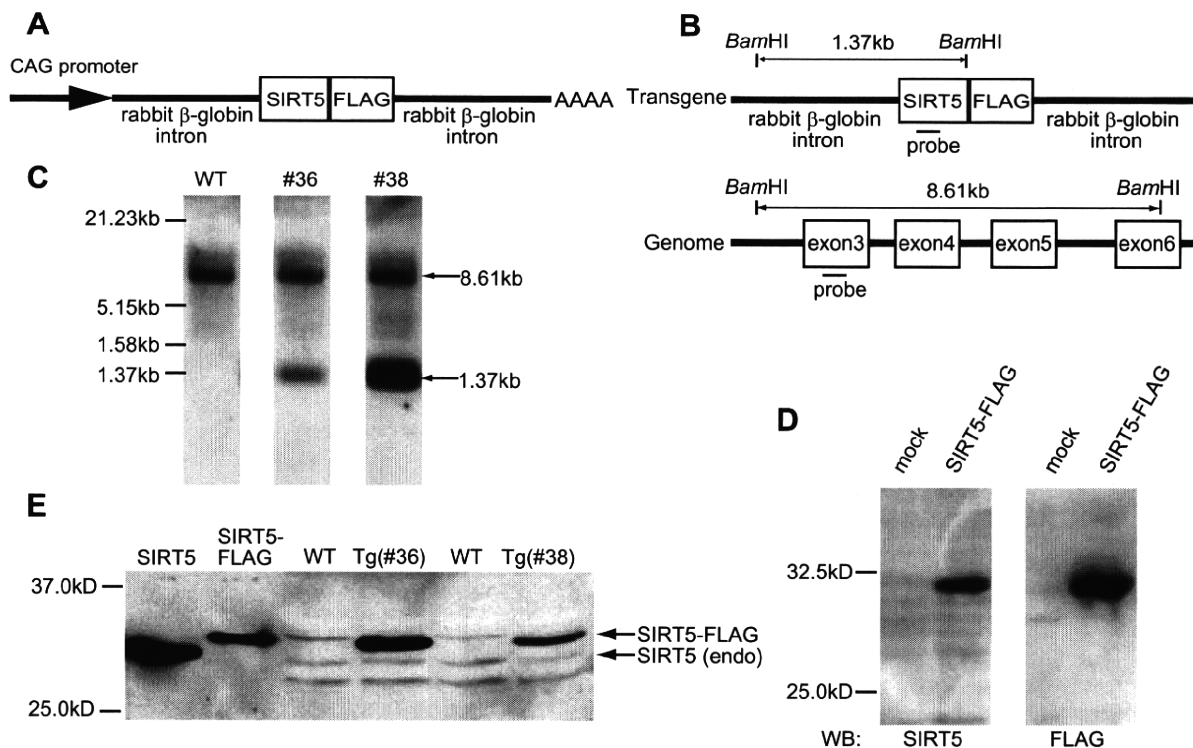 A
CAG promoter
SIRT5 FLAG
AAAA
rabbit β-globin
intron
rabbit β-globin
intron
B
BamHI
1.37kb
BamHI
Transgene
SIRT5 FLAG
rabbit β-globin
intron
probe
rabbit β-globin
intron
BamHI
8.61kb
BamHI
Genome
exon3 exon4 exon5 exon6
probe
C
WT #36 #38
21.23kb
8.61kb
5.15kb
1.58kb
1.37kb
1.37kb
D
mock SIRT5-FLAG mock SIRT5-FLAG
32.5kD
25.0kD
WB: SIRT5 FLAG
E
SIRT5 SIRT5-
FLAG WT Tg(#36) WT Tg(#38)
37.0kD
SIRT5-FLAG
SIRT5 (endo)
25.0kD